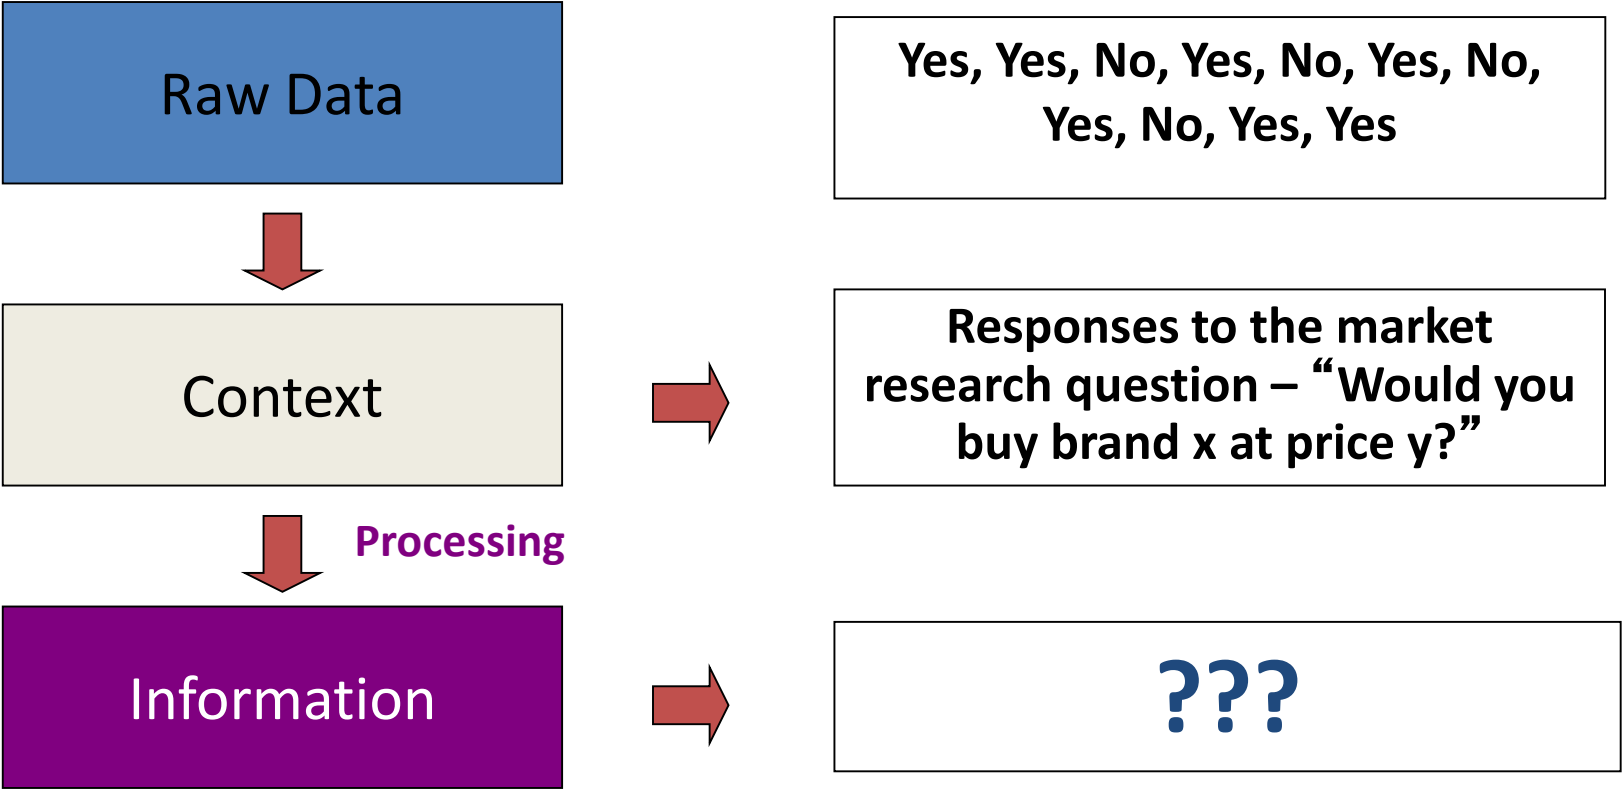 Raw Data
Yes, Yes, No, Yes, No, Yes, No,
Yes, No, Yes, Yes
Context
Responses to the market
research question – “Would you
buy brand x at price y?”
Processing
Information
???